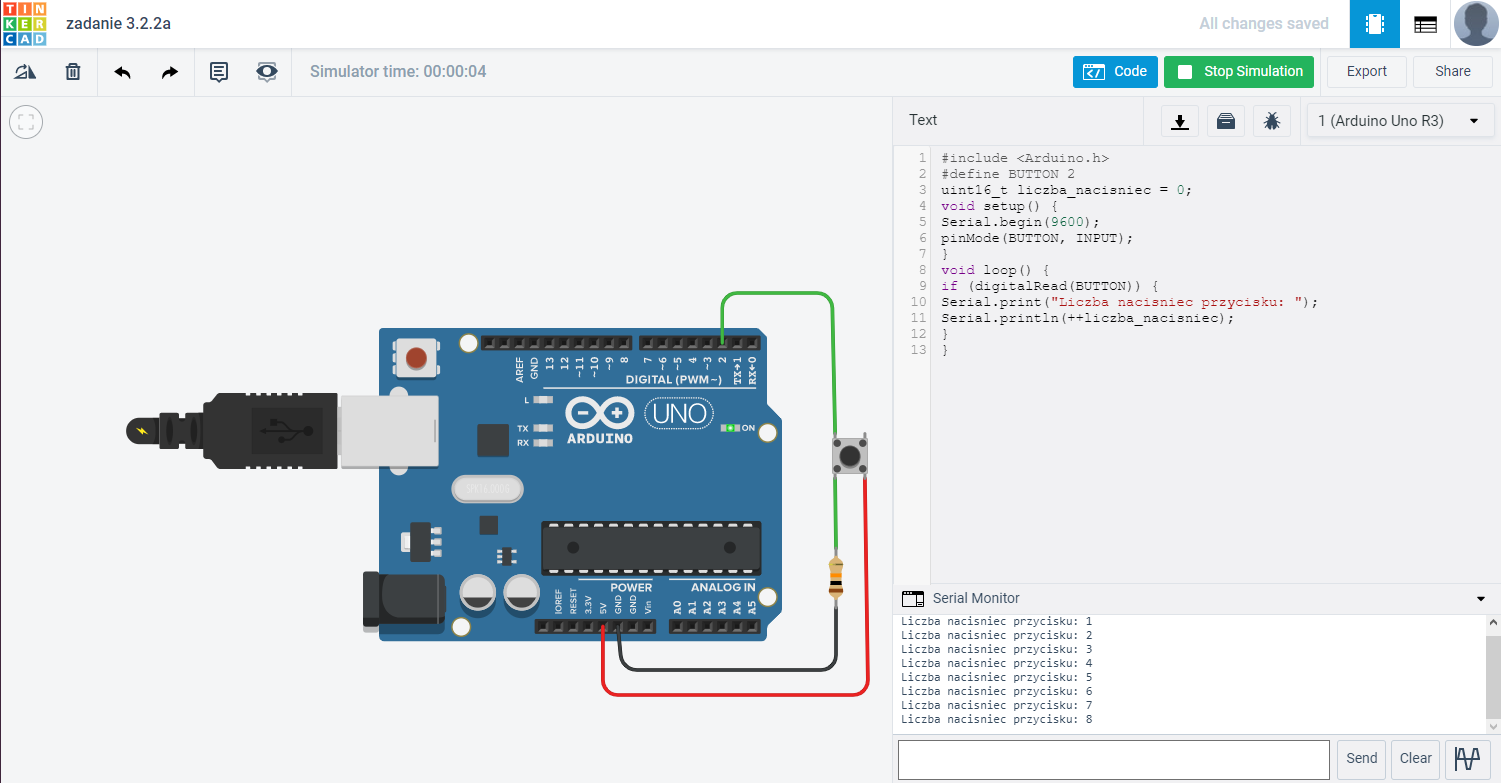 TIN
KER
CAD
zadanie 3.2.2a
All changes saved
Simulator time: 00:00:04
Code
Stop Simulation
Export
Share
Text
1 (Arduino Uno R3)
1 #include <Arduino.h>
2 #define BUTTON 2
3 uint16_t liczba_nacisniec = 0;
4 void setup() {
5 Serial.begin(9600);
6 pinMode(BUTTON, INPUT);
7 }
8 void loop() {
9 if (digitalRead(BUTTON)) {
10 Serial.print("Liczba nacisniec przycisku: ");
11 Serial.println(++liczba_nacisniec);
12 }
13 }
AREF GND 13 12 ~11 ~10 ~9 8 7 ~6 ~5 4 ~3 2 TX→1 RX←0
DIGITAL (PWM~)
L
TX
RX
UNO
ON
ARDUINO
POWER
ANALOG IN
IOREF RESET 3.3V 5V GND GND Vin A0 A1 A2 A3 A4 A5
Serial Monitor
Liczba nacisniec przycisku: 1
Liczba nacisniec przycisku: 2
Liczba nacisniec przycisku: 3
Liczba nacisniec przycisku: 4
Liczba nacisniec przycisku: 5
Liczba nacisniec przycisku: 6
Liczba nacisniec przycisku: 7
Liczba nacisniec przycisku: 8
Send
Clear